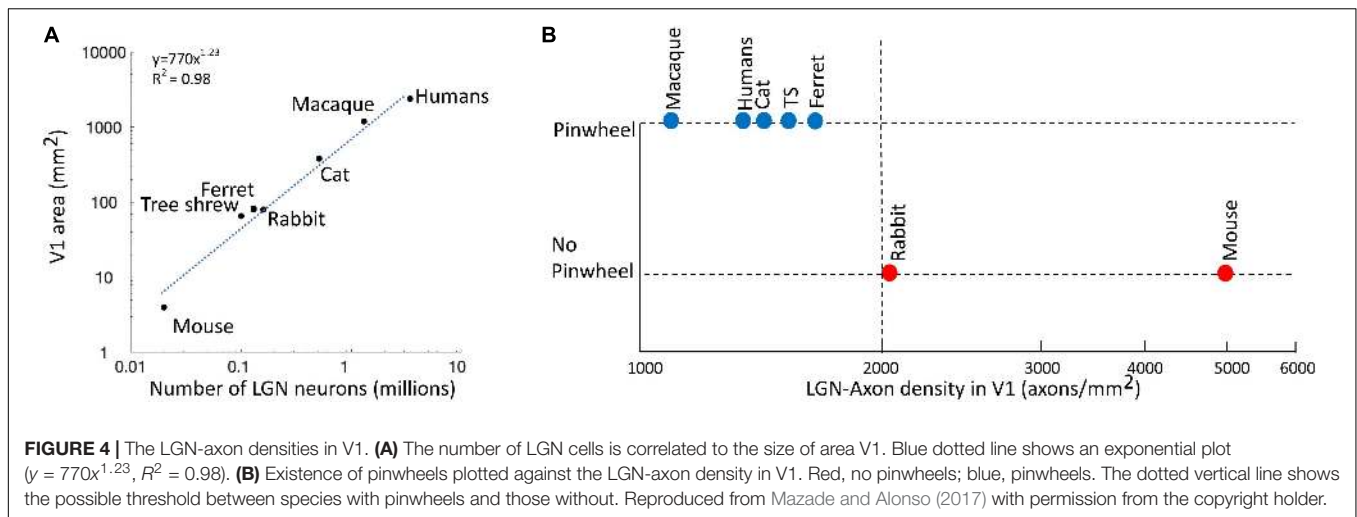 A
y=770x^1.23
R² = 0.98
V1 area (mm²)
10000
1000
100
10
1
Macaque
Humans
Cat
Ferret
Tree shrew
Rabbit
Mouse
0.01
0.1
1
10
Number of LGN neurons (millions)
B
Macaque
Humans
Cat
TS
Ferret
Pinwheel
Rabbit
Mouse
No
Pinwheel
1000
2000
3000
4000
5000
6000
LGN-Axon density in V1 (axons/mm²)
FIGURE 4 | The LGN-axon densities in V1. (A) The number of LGN cells is correlated to the size of area V1. Blue dotted line shows an exponential plot
(y = 770x^1.23, R² = 0.98). (B) Existence of pinwheels plotted against the LGN-axon density in V1. Red, no pinwheels; blue, pinwheels. The dotted vertical line shows
the possible threshold between species with pinwheels and those without. Reproduced from Mazade and Alonso (2017) with permission from the copyright holder.